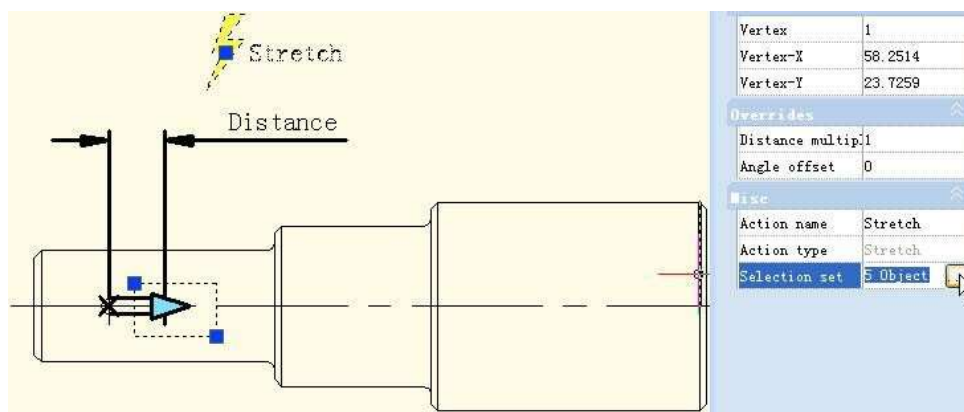 Stretch
Distance
Vertex 1
Vertex-X 58.2514
Vertex-Y 23.7259
Overrides
Distance multip 1
Angle offset 0
Misc
Action name Stretch
Action type Stretch
Selection set 5 Object